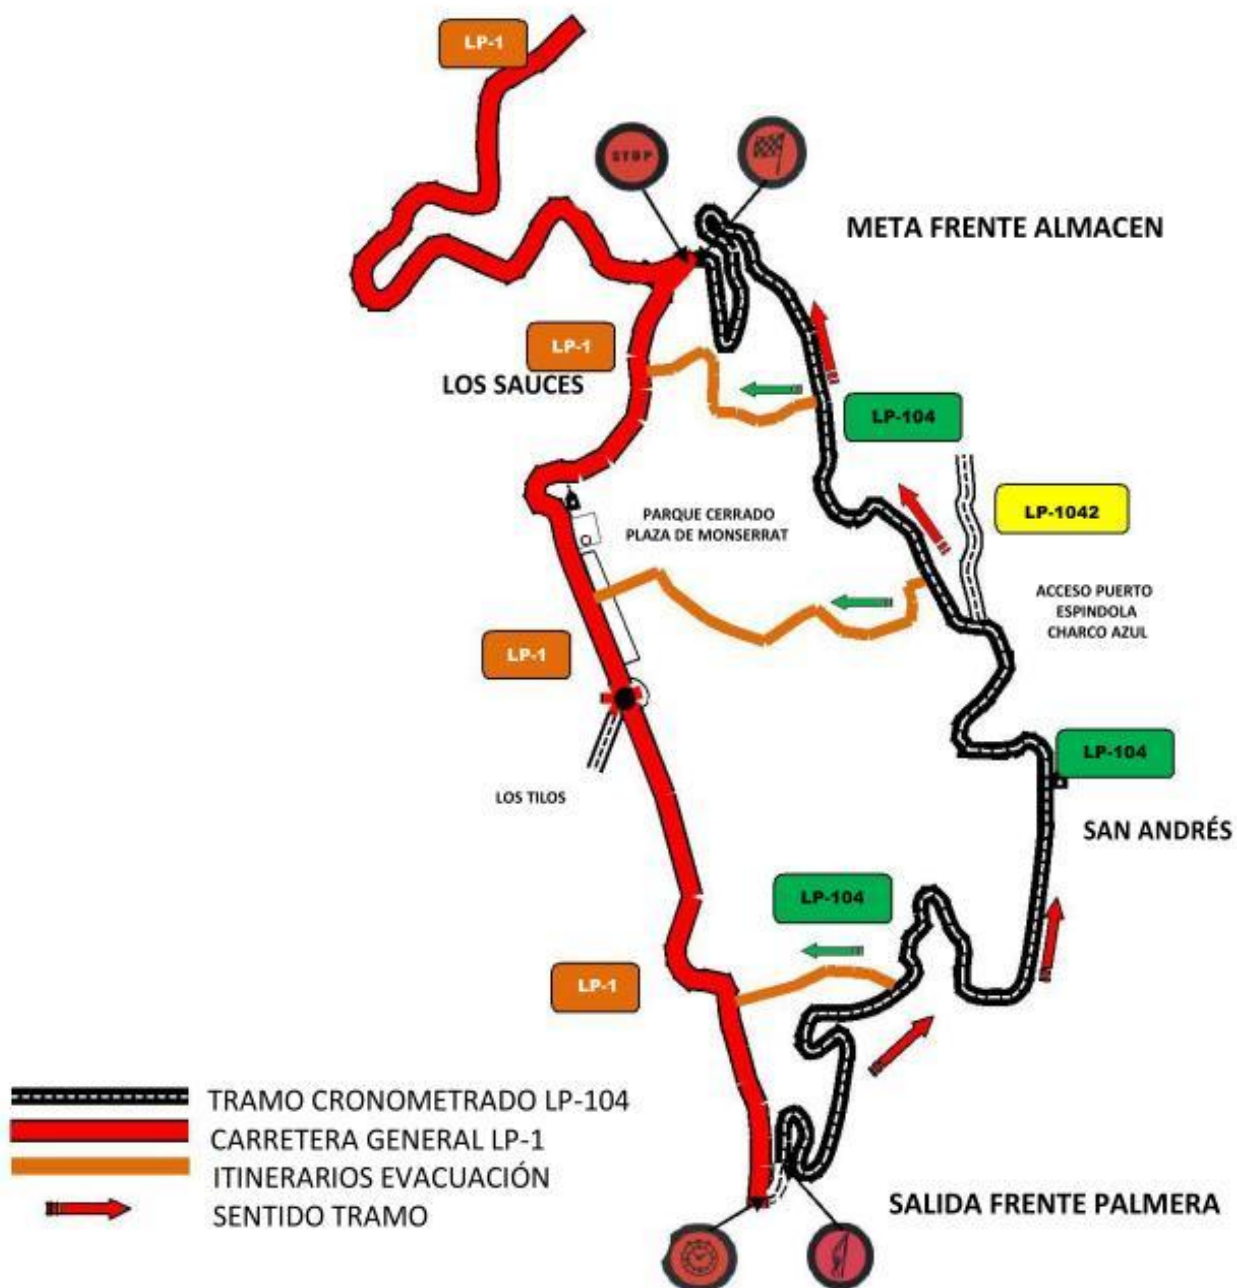 LP-1
STOP
META FRENTE ALMACEN
LP-1
LOS SAUCES
LP-104
LP-1042
PARQUE CERRADO
PLAZA DE MONSERRAT
ACCESO PUERTO
ESPINDOLA
CHARCO AZUL
LP-1
LP-104
LOS TILOS
SAN ANDRÉS
LP-104
LP-1
TRAMO CRONOMETRADO LP-104
CARRETERA GENERAL LP-1
ITINERARIOS EVACUACIÓN
SENTIDO TRAMO
SALIDA FRENTE PALMERA